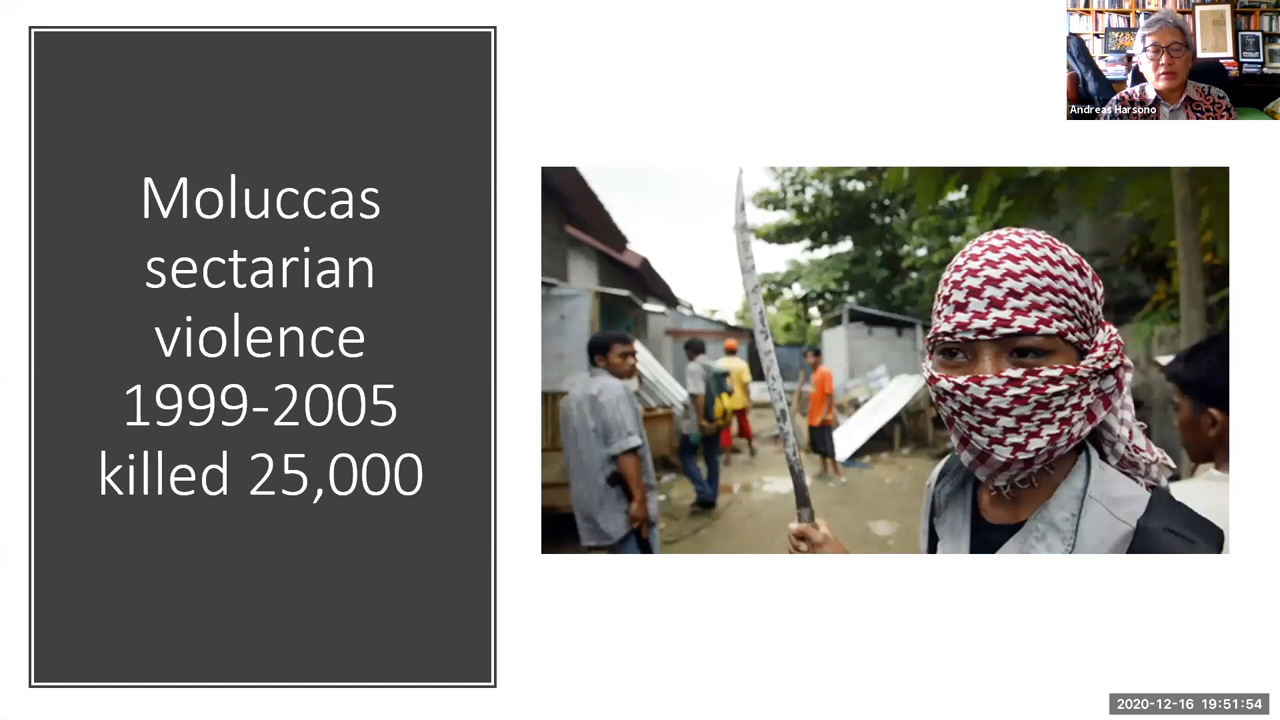 Moluccas
sectarian
violence
1999-2005
killed 25,000
Andreas Harsono
2020-12-16 19:51:54